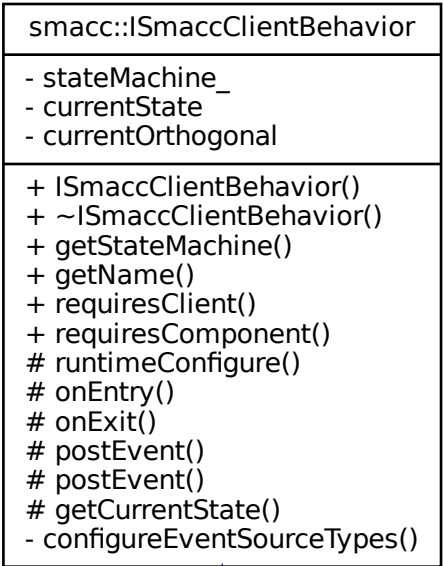 smacc::ISmaccClientBehavior
- stateMachine_
- currentState
- currentOrthogonal
+ ISmaccClientBehavior()
+ ~ISmaccClientBehavior()
+ getStateMachine()
+ getName()
+ requiresClient()
+ requiresComponent()
# runtimeConfigure()
# onEntry()
# onExit()
# postEvent()
# postEvent()
# getCurrentState()
- configureEventSourceTypes()